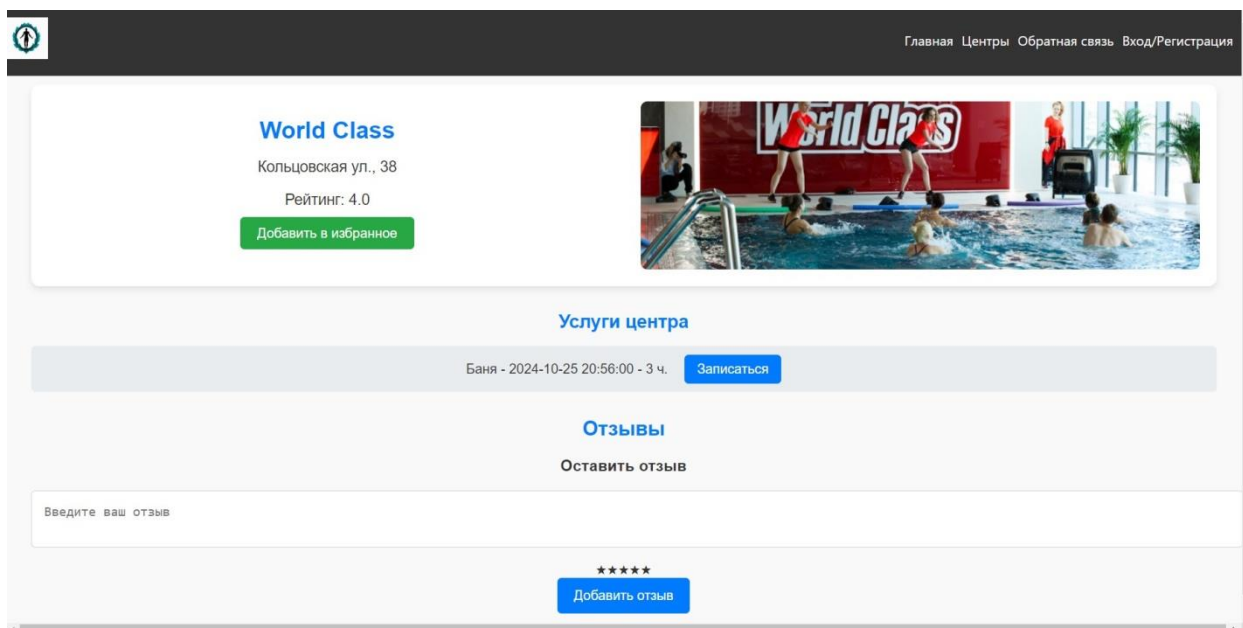 Главная Центры Обратная связь Вход/Регистрация
World Class
Кольцовская ул., 38
Рейтинг: 4.0
Добавить в избранное
World Class
Услуги центра
Баня - 2024-10-25 20:56:00 - 3 ч. Записаться
Отзывы
Оставить отзыв
Введите ваш отзыв
★★★★★
Добавить отзыв